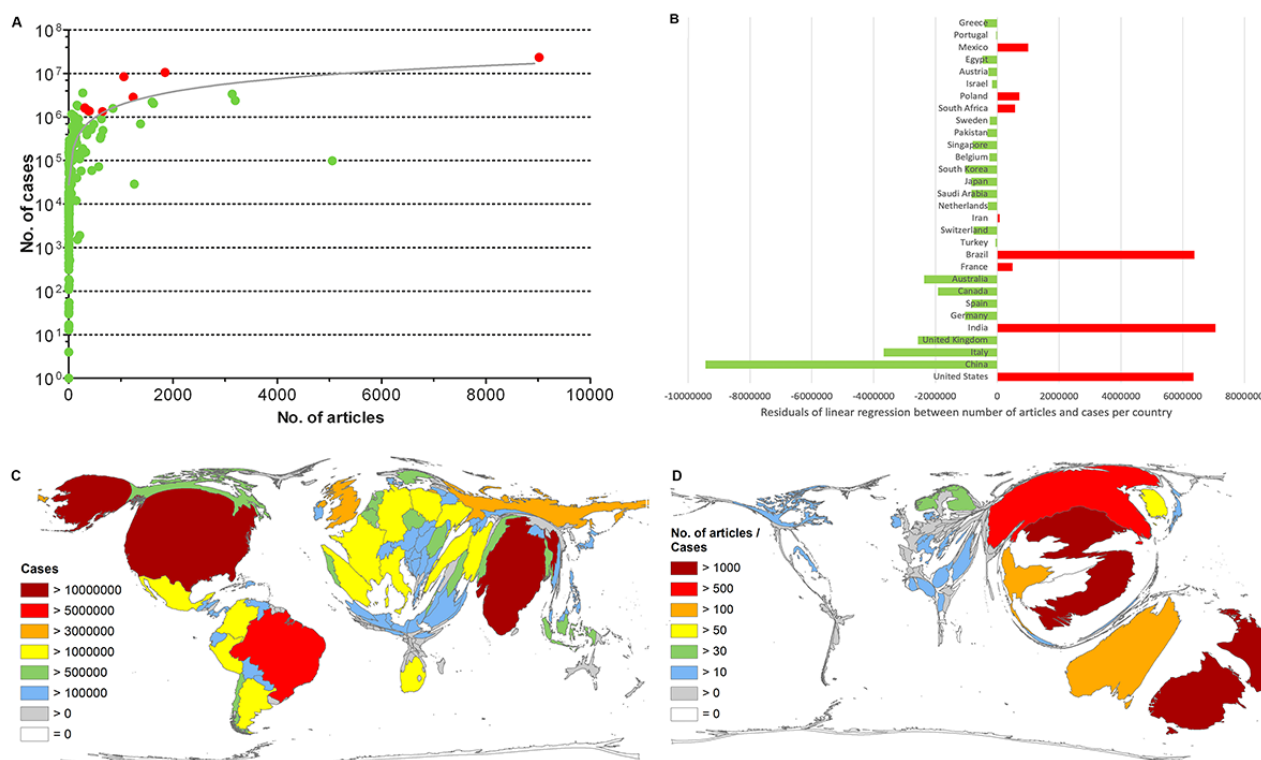 A
10^8
10^7
10^6
10^5
10^4
10^3
10^2
10^1
10^0
No. of cases
0 2000 4000 6000 8000 10000
No. of articles
B
Greece
Portugal
Mexico
Egypt
Austria
Israel
Poland
South Africa
Sweden
Pakistan
Singapore
Belgium
South Korea
Japan
Saudi Arabia
Netherlands
Iran
Switzerland
Turkey
Brazil
France
Australia
Canada
Spain
Germany
India
United Kingdom
Italy
China
United States
-10000000 -8000000 -6000000 -4000000 -2000000 0 2000000 4000000 6000000 8000000
Residuals of linear regression between number of articles and cases per country
C
Cases
> 10000000
> 5000000
> 3000000
> 1000000
> 500000
> 100000
> 0
= 0
D
No. of articles /
Cases
> 1000
> 500
> 100
> 50
> 30
> 10
> 0
= 0